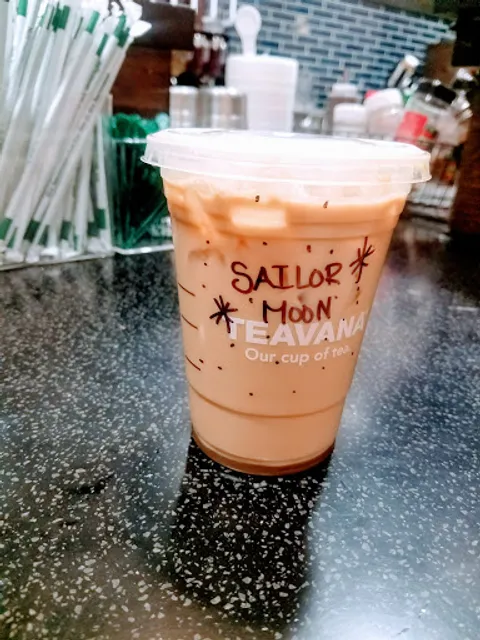 SAILOR
MOON
TEAVANA
Our cup of tea.